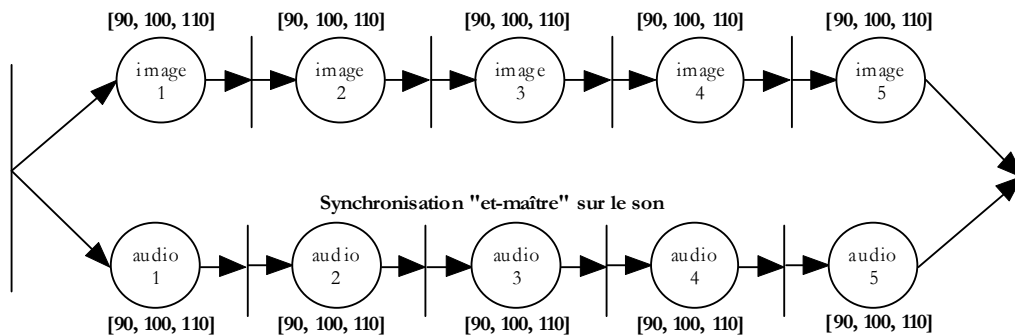 [90, 100, 110] [90, 100, 110] [90, 100, 110] [90, 100, 110] [90, 100, 110]
image image image image image
1 2 3 4 5
Synchronisation "et-maître" sur le son
audio audio audio audio audio
1 2 3 4 5
[90, 100, 110] [90, 100, 110] [90, 100, 110] [90, 100, 110] [90, 100, 110]